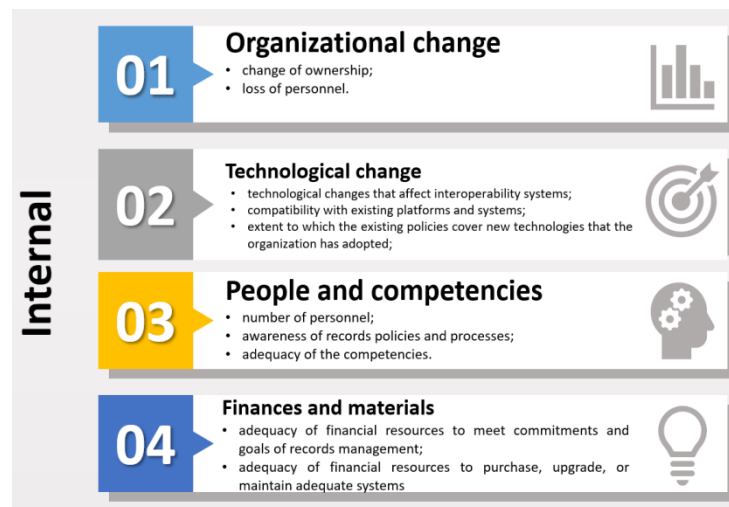 Internal
01
Organizational change
• change of ownership;
• loss of personnel.
02
Technological change
• technological changes that affect interoperability systems;
• compatibility with existing platforms and systems;
• extent to which the existing policies cover new technologies that the
organization has adopted;
03
People and competencies
• number of personnel;
• awareness of records policies and processes;
• adequacy of the competencies.
04
Finances and materials
• adequacy of financial resources to meet commitments and
goals of records management;
• adequacy of financial resources to purchase, upgrade, or
maintain adequate systems